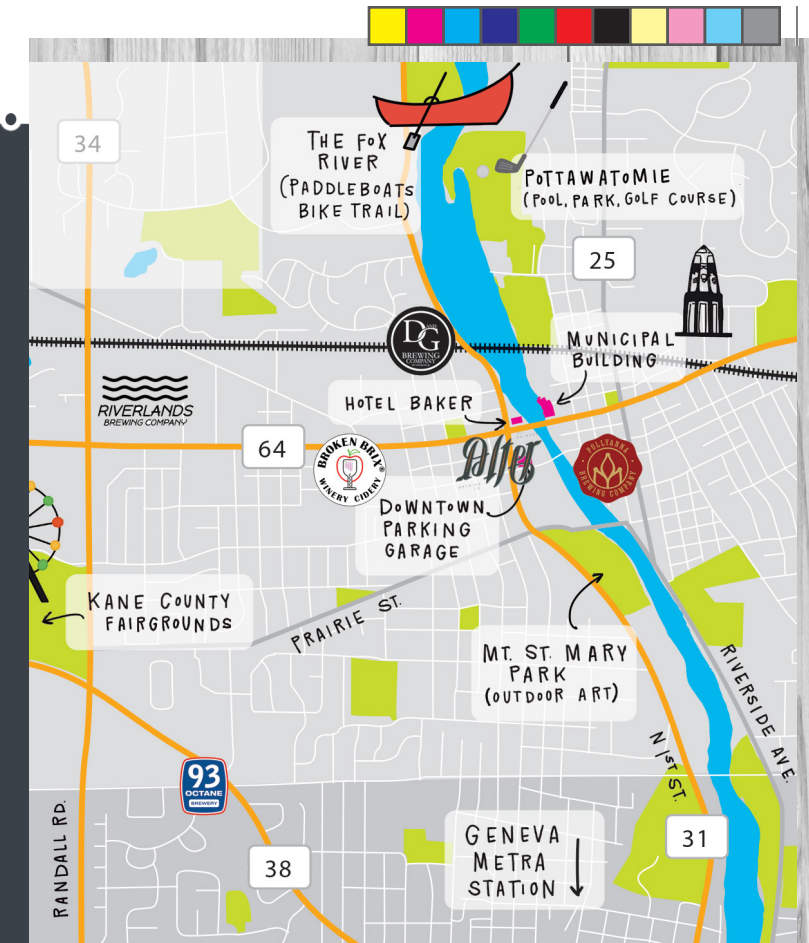 34
THE FOX
RIVER
(PADDLEBOATS
BIKE TRAIL)
POTTAWATOMIE
(POOL, PARK, GOLF COURSE)
25
D AND G
BREWING
COMPANY
MUNICIPAL
BUILDING
RIVERLANDS
BREWING COMPANY
HOTEL BAKER
64
BROKEN BRIX®
WINERY CIDERY
Alter
POLLYANNA
BREWING COMPANY
DOWNTOWN
PARKING
GARAGE
KANE COUNTY
FAIRGROUNDS
PRAIRIE ST.
MT. ST. MARY
PARK
(OUTDOOR ART)
RIVERSIDE AVE.
N 1ST ST.
93
OCTANE
BREWERY
RANDALL RD.
38
GENEVA
METRA
STATION
31